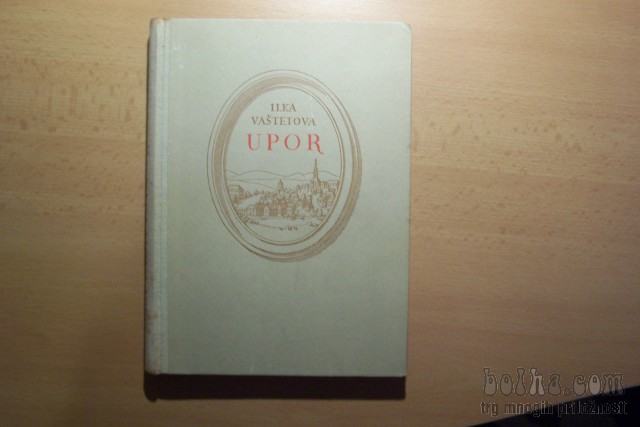 ILKA
VAŠTETOVA
UPOR
bolha.com
trg mnogih priložnosti